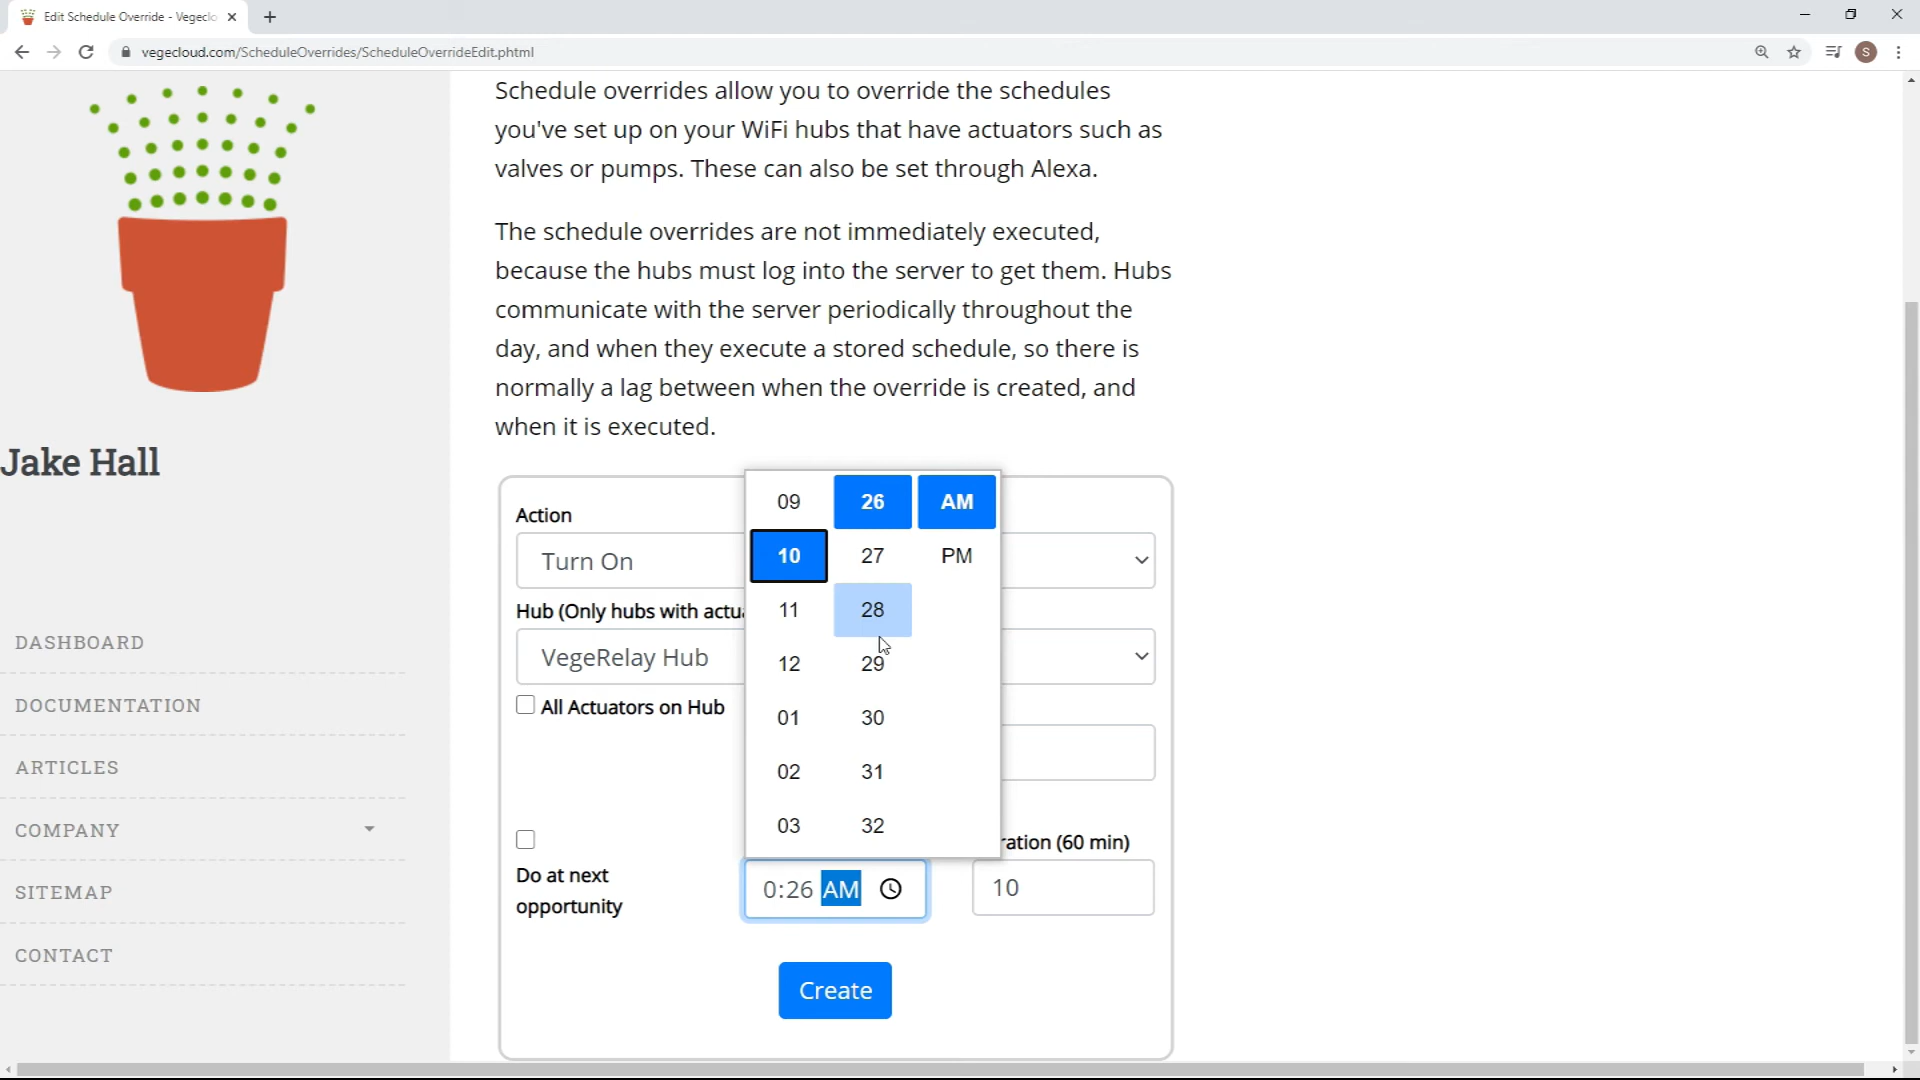 Edit Schedule Override - Vegeclo
vegecloud.com/ScheduleOverrides/ScheduleOverrideEdit.phtml
S
Jake Hall
DASHBOARD
DOCUMENTATION
ARTICLES
COMPANY
SITEMAP
CONTACT
Schedule overrides allow you to override the schedules
you've set up on your WiFi hubs that have actuators such as
valves or pumps. These can also be set through Alexa.
The schedule overrides are not immediately executed,
because the hubs must log into the server to get them. Hubs
communicate with the server periodically throughout the
day, and when they execute a stored schedule, so there is
normally a lag between when the override is created, and
when it is executed.
Action
Turn On
Hub (Only hubs with actua
VegeRelay Hub
All Actuators on Hub
09 26 AM
10 27 PM
11 28
12 29
01 30
02 31
03 32
Do at next
opportunity
0:26 AM
ration (60 min)
10
Create